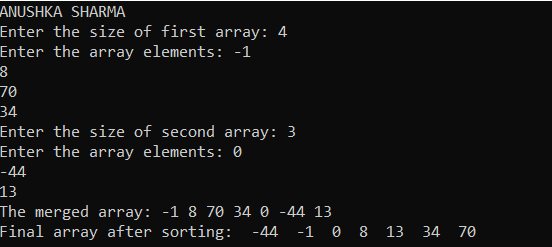 ANUSHKA SHARMA
Enter the size of first array: 4
Enter the array elements: -1
8
70
34
Enter the size of second array: 3
Enter the array elements: 0
-44
13
The merged array: -1 8 70 34 0 -44 13
Final array after sorting:  -44  -1  0  8  13  34  70